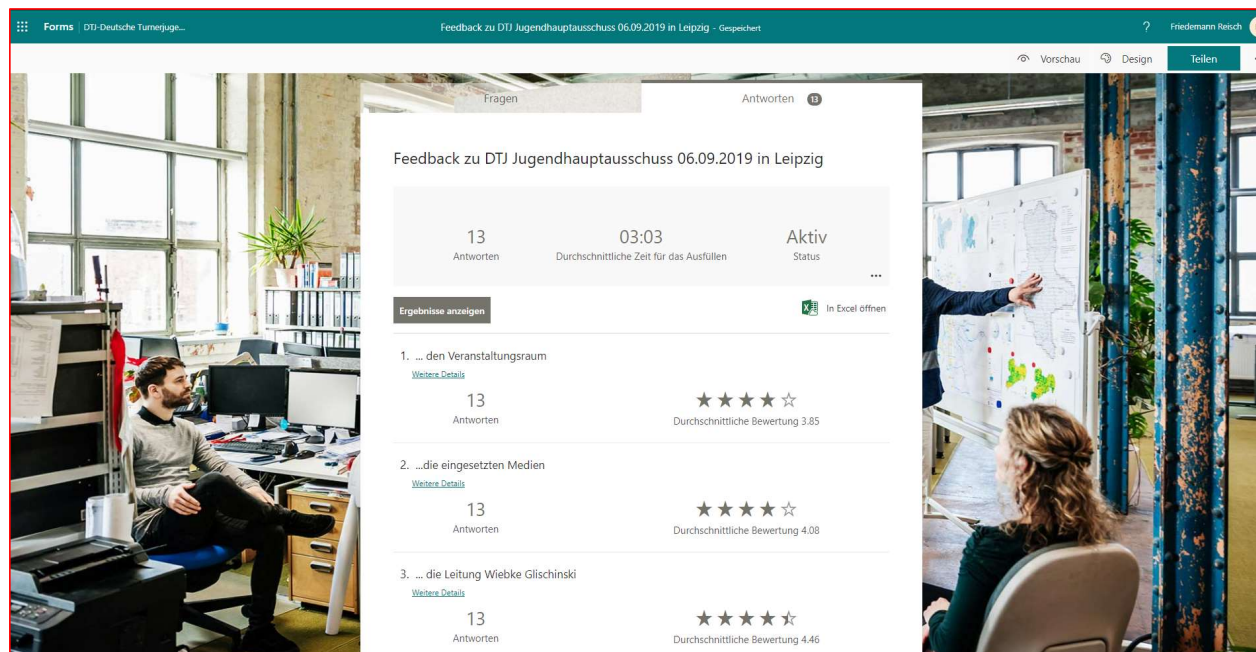 Forms DTJ-Deutsche Turnerjuge...
Feedback zu DTJ Jugendhauptausschuss 06.09.2019 in Leipzig - Gespeichert
? Friedemann Reisch
Vorschau Design Teilen
Fragen Antworten 13
Feedback zu DTJ Jugendhauptausschuss 06.09.2019 in Leipzig
13 03:03 Aktiv
Antworten Durchschnittliche Zeit für das Ausfüllen Status
...
Ergebnisse anzeigen In Excel öffnen
1. ... den Veranstaltungsraum
Weitere Details
13
Antworten Durchschnittliche Bewertung 3.85
2. ...die eingesetzten Medien
Weitere Details
13
Antworten Durchschnittliche Bewertung 4.08
3. ... die Leitung Wiebke Glischinski
Weitere Details
13
Antworten Durchschnittliche Bewertung 4.46